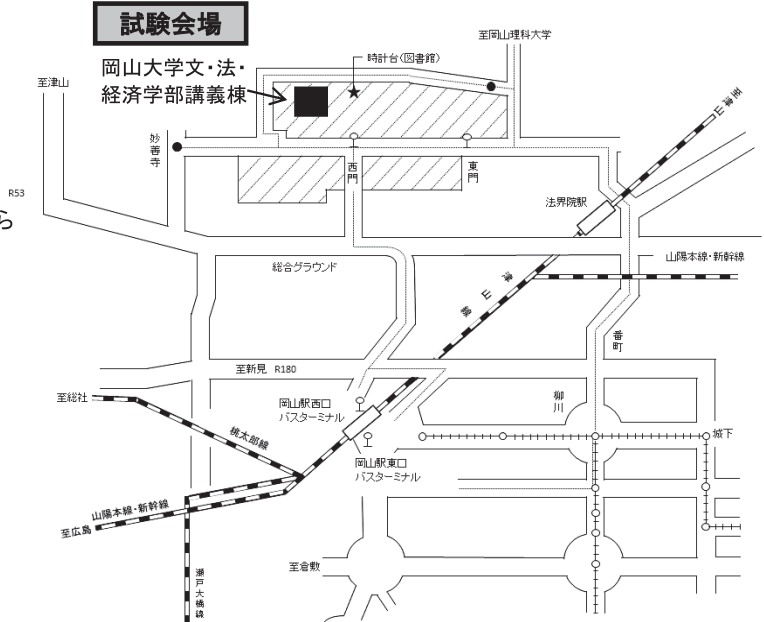 試験会場
岡山大学文・法・
経済学部講義棟
時計台〈図書館〉
至岡山理科大学
至津山
至津山
妙善寺
西門
東門
R53
ら
法界院駅
総合グラウンド
山陽本線・新幹線
津山線
番町
至新見 R180
至総社
岡山駅西口
バスターミナル
柳川
城下
桃太郎線
岡山駅東口
バスターミナル
山陽本線・新幹線
至広島
至倉敷
瀬戸大橋線